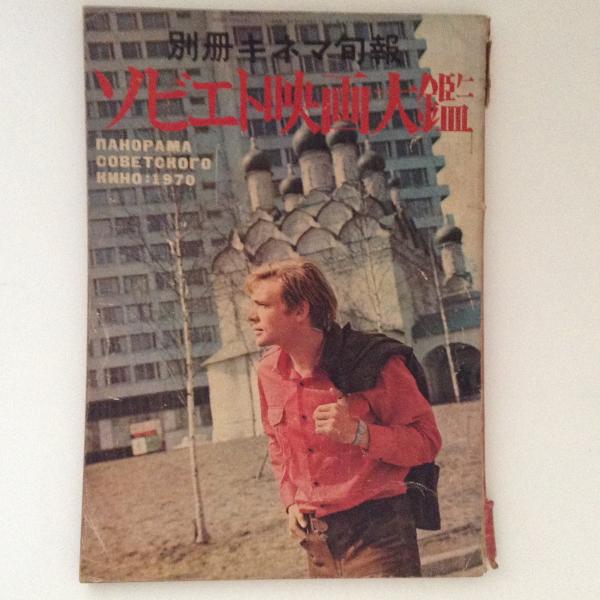 別冊キネマ旬報
ソビエト映画大鑑
ПАНОРАМА
СОВЕТСКОГО
КИНО:1970